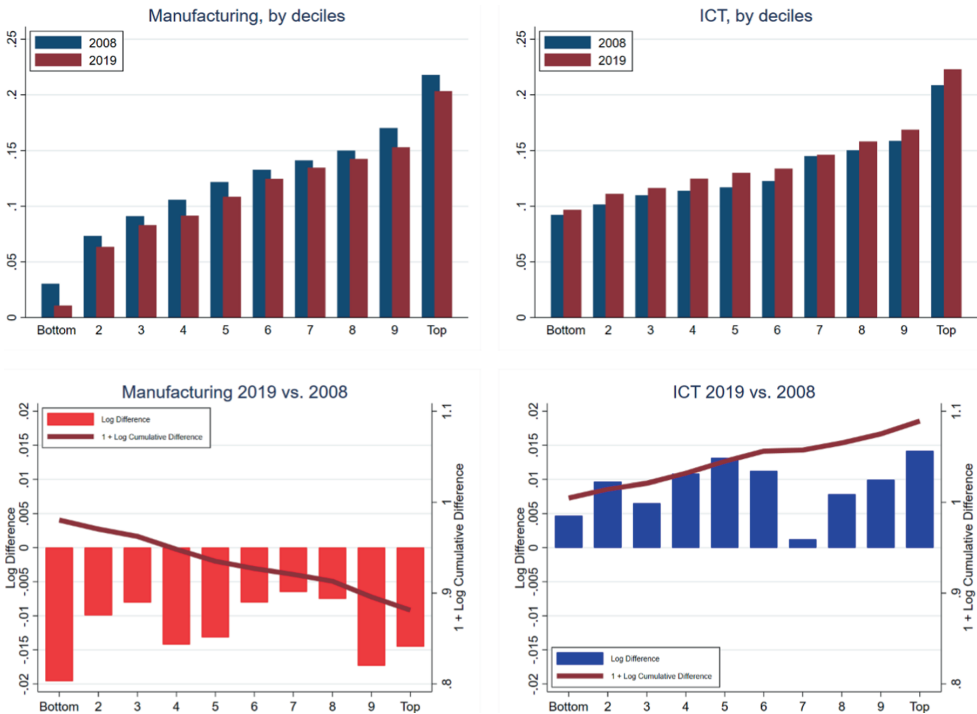 Manufacturing, by deciles
.25
.2
.15
.1
.05
0
2008
2019
Bottom 2 3 4 5 6 7 8 9 Top
ICT, by deciles
.25
.2
.15
.1
.05
0
2008
2019
Bottom 2 3 4 5 6 7 8 9 Top
Manufacturing 2019 vs. 2008
Log Difference
.02
.015
.01
.005
0
-.005
-.01
-.015
-.02
Log Difference
1 + Log Cumulative Difference
1.1
1
.9
.8
1 + Log Cumulative Difference
Bottom 2 3 4 5 6 7 8 9 Top
ICT 2019 vs. 2008
Log Difference
.02
.015
.01
.005
0
-.005
-.01
-.015
-.02
Log Difference
1 + Log Cumulative Difference
1.1
1
.9
.8
1 + Log Cumulative Difference
Bottom 2 3 4 5 6 7 8 9 Top